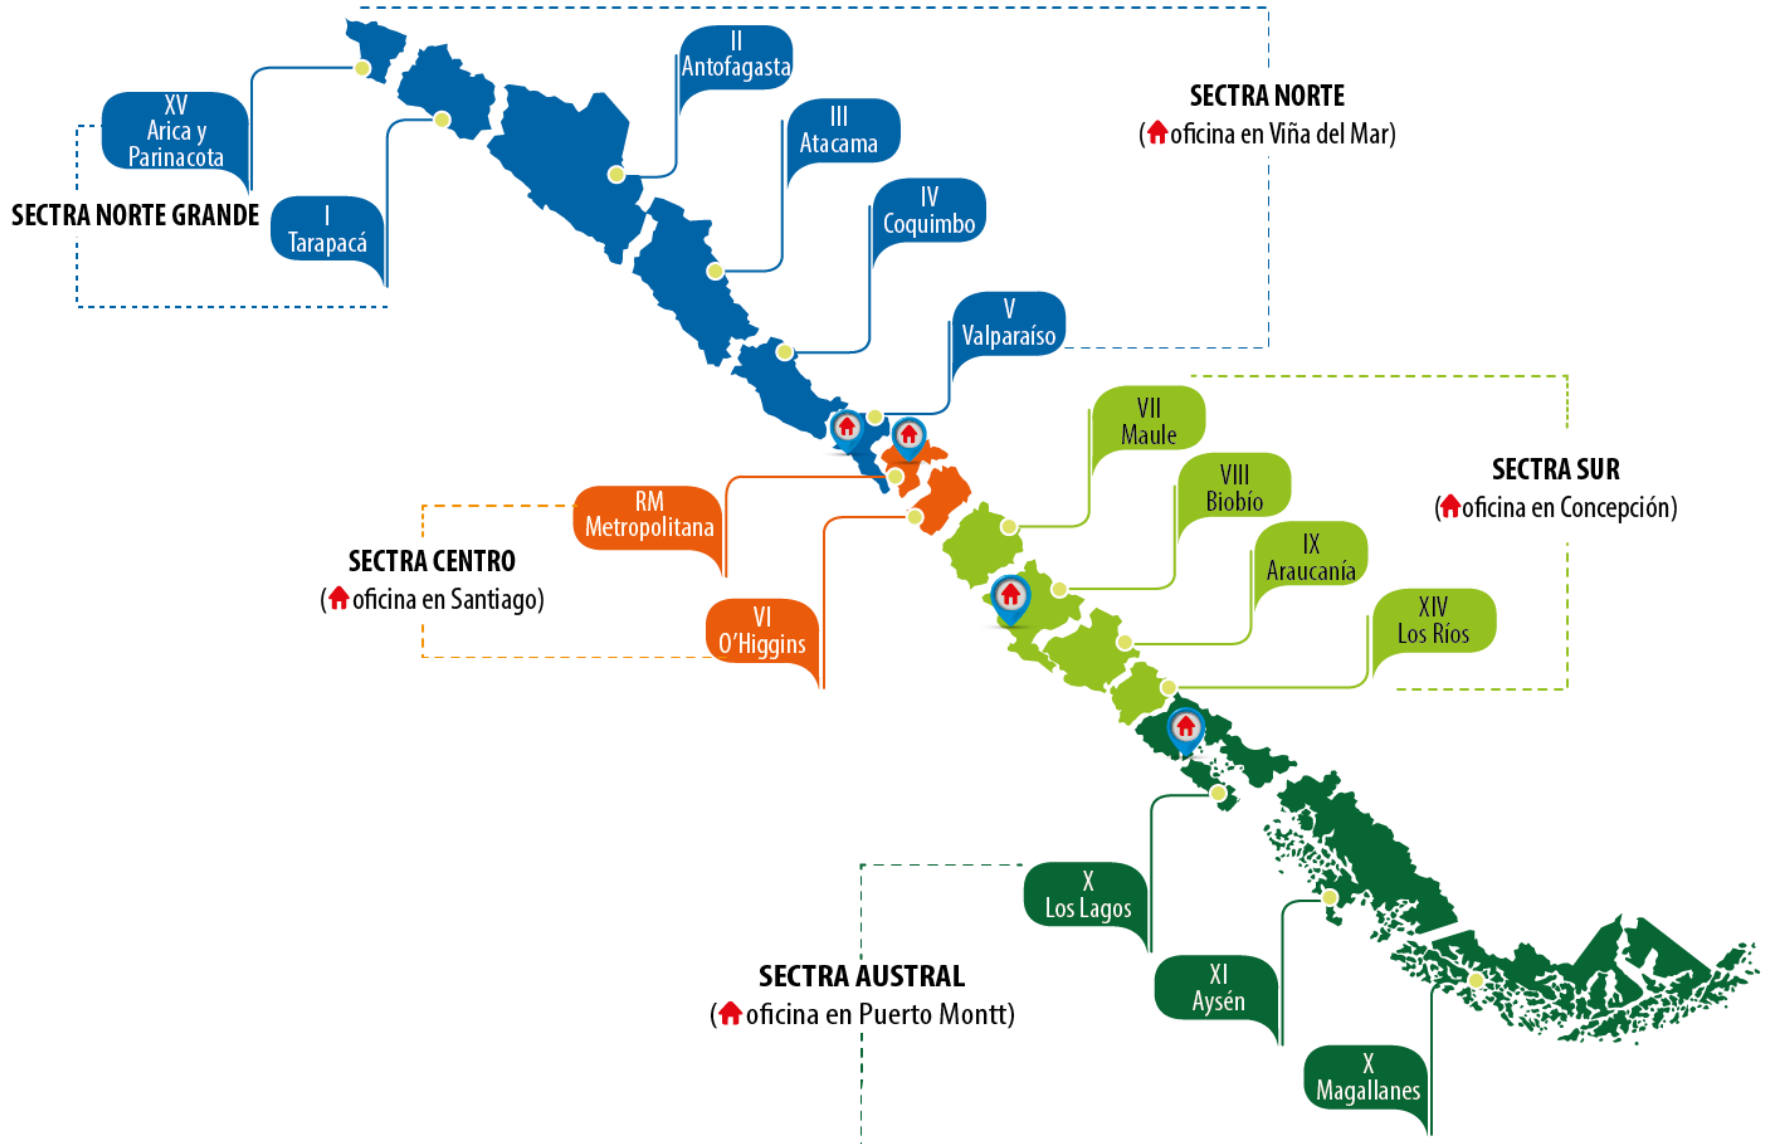 II
Antofagasta
XV
Arica y
Parinacota
III
Atacama
SECTRA NORTE
(oficina en Viña del Mar)
SECTRA NORTE GRANDE
I
Tarapacá
IV
Coquimbo
V
Valparaíso
VII
Maule
VIII
Biobío
SECTRA SUR
(oficina en Concepción)
RM
Metropolitana
SECTRA CENTRO
(oficina en Santiago)
IX
Araucanía
VI
O'Higgins
XIV
Los Ríos
X
Los Lagos
SECTRA AUSTRAL
(oficina en Puerto Montt)
XI
Aysén
X
Magallanes